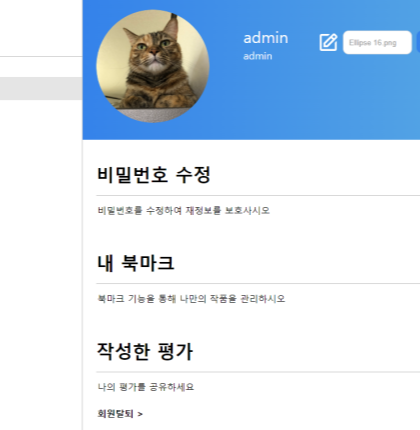 admin
Ellipse 16 png
admin
비밀번호 수정
비밀번호를 수정하여 재정보를 보호사시오
내 북마크
북마크 기능을 통해 나만의 작품을 관리하시오
작성한 평가
나의 평가를 공유하세요
회원탈퇴 >